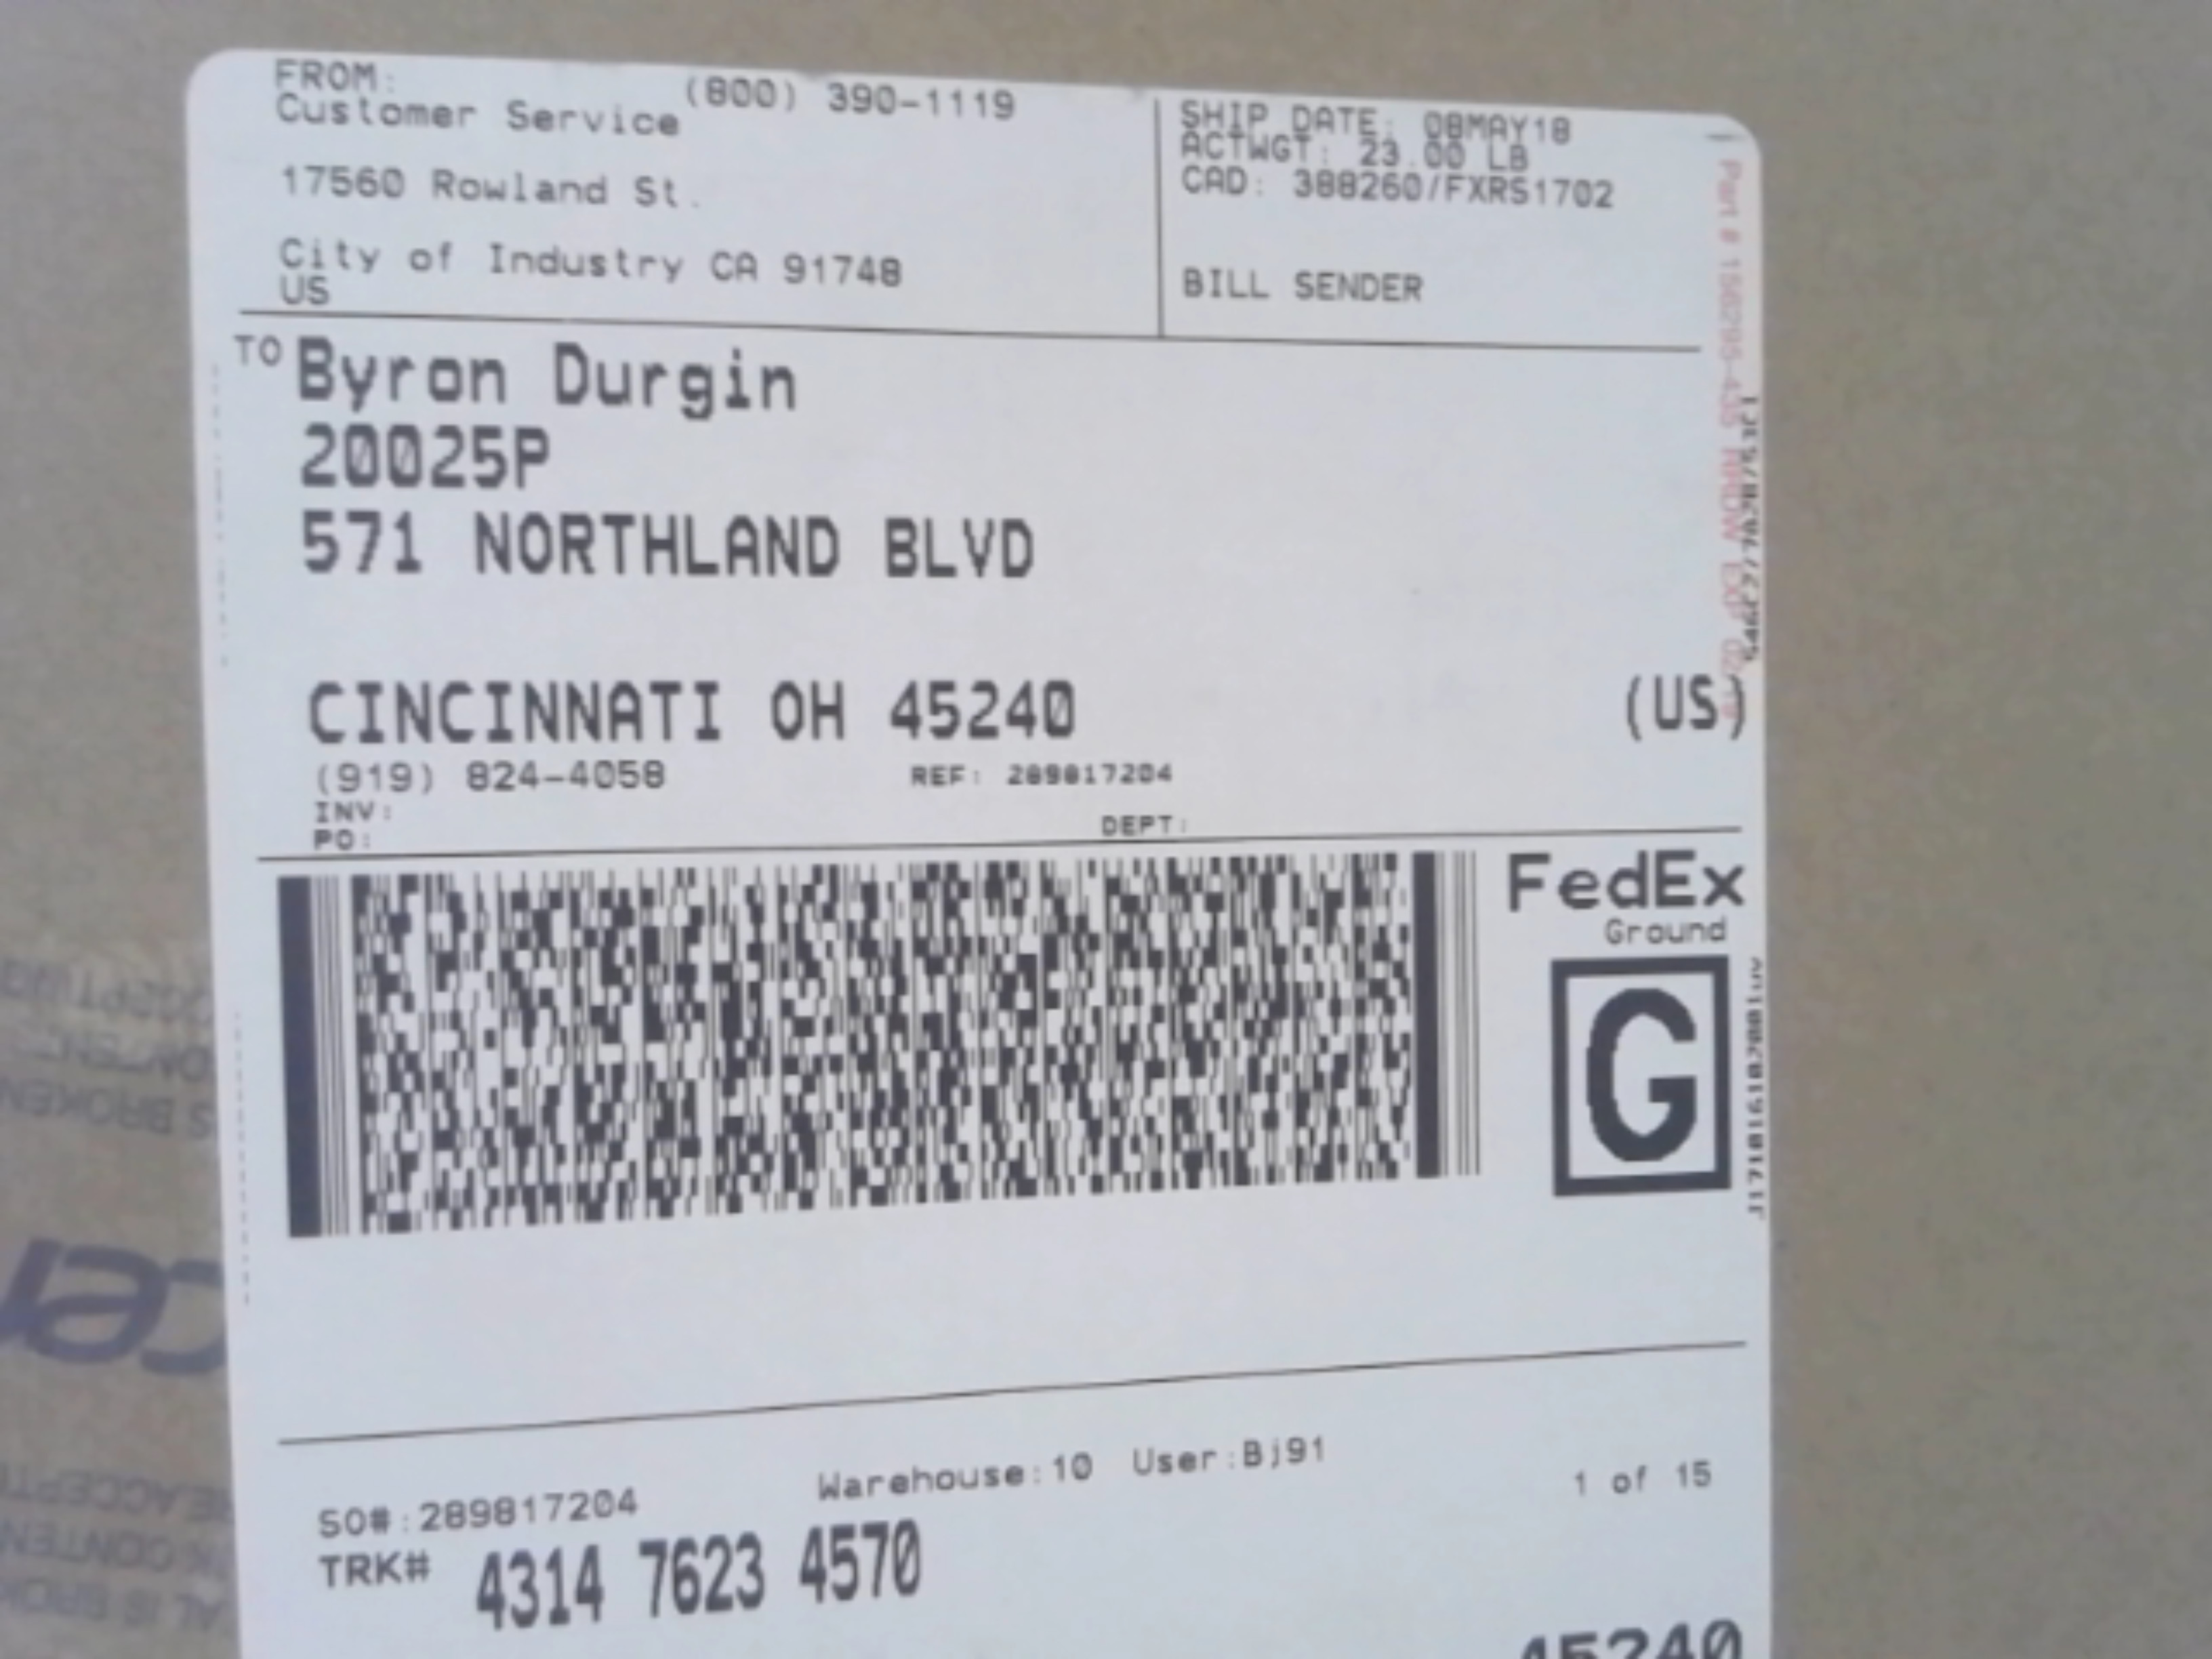 FROM:
Customer Service (800) 390-1119
17560 Rowland St.
City of Industry CA 91748
US
SHIP DATE: 08MAY18
ACTWGT: 23.00 LB
CAD: 388260/FXRS1702
BILL SENDER
TO Byron Durgin
20025P
571 NORTHLAND BLVD
CINCINNATI OH 45240
(US)
(919) 824-4058 REF: 289817204
INV:
PO: DEPT:
FedEx
Ground
G
Warehouse:10 User:Bj91
SO#:289817204 1 of 15
TRK# 4314 7623 4570
45240
Part #